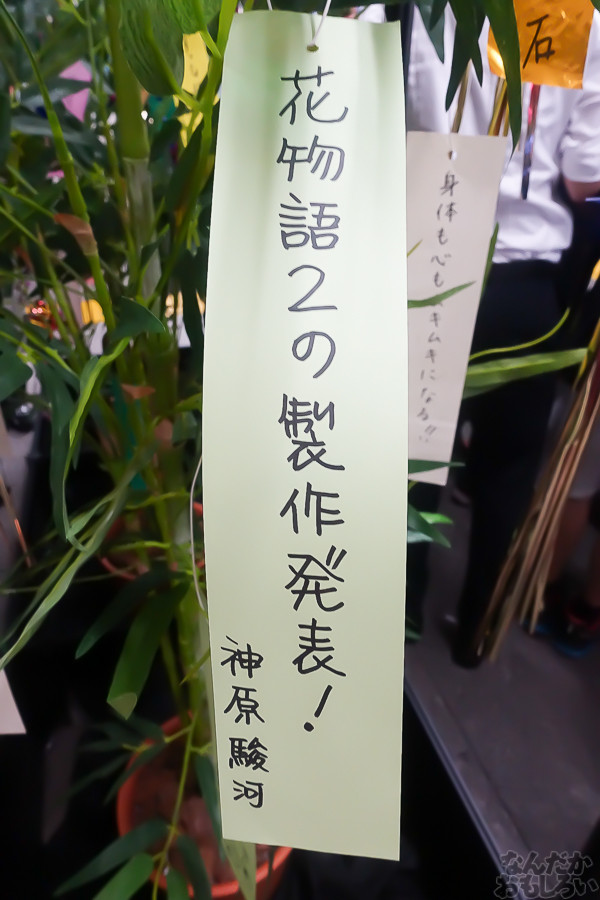 花物語2の製作発表!
神原駿河
身体も心も
キムキになる!!
石
なんだか
おもしろい